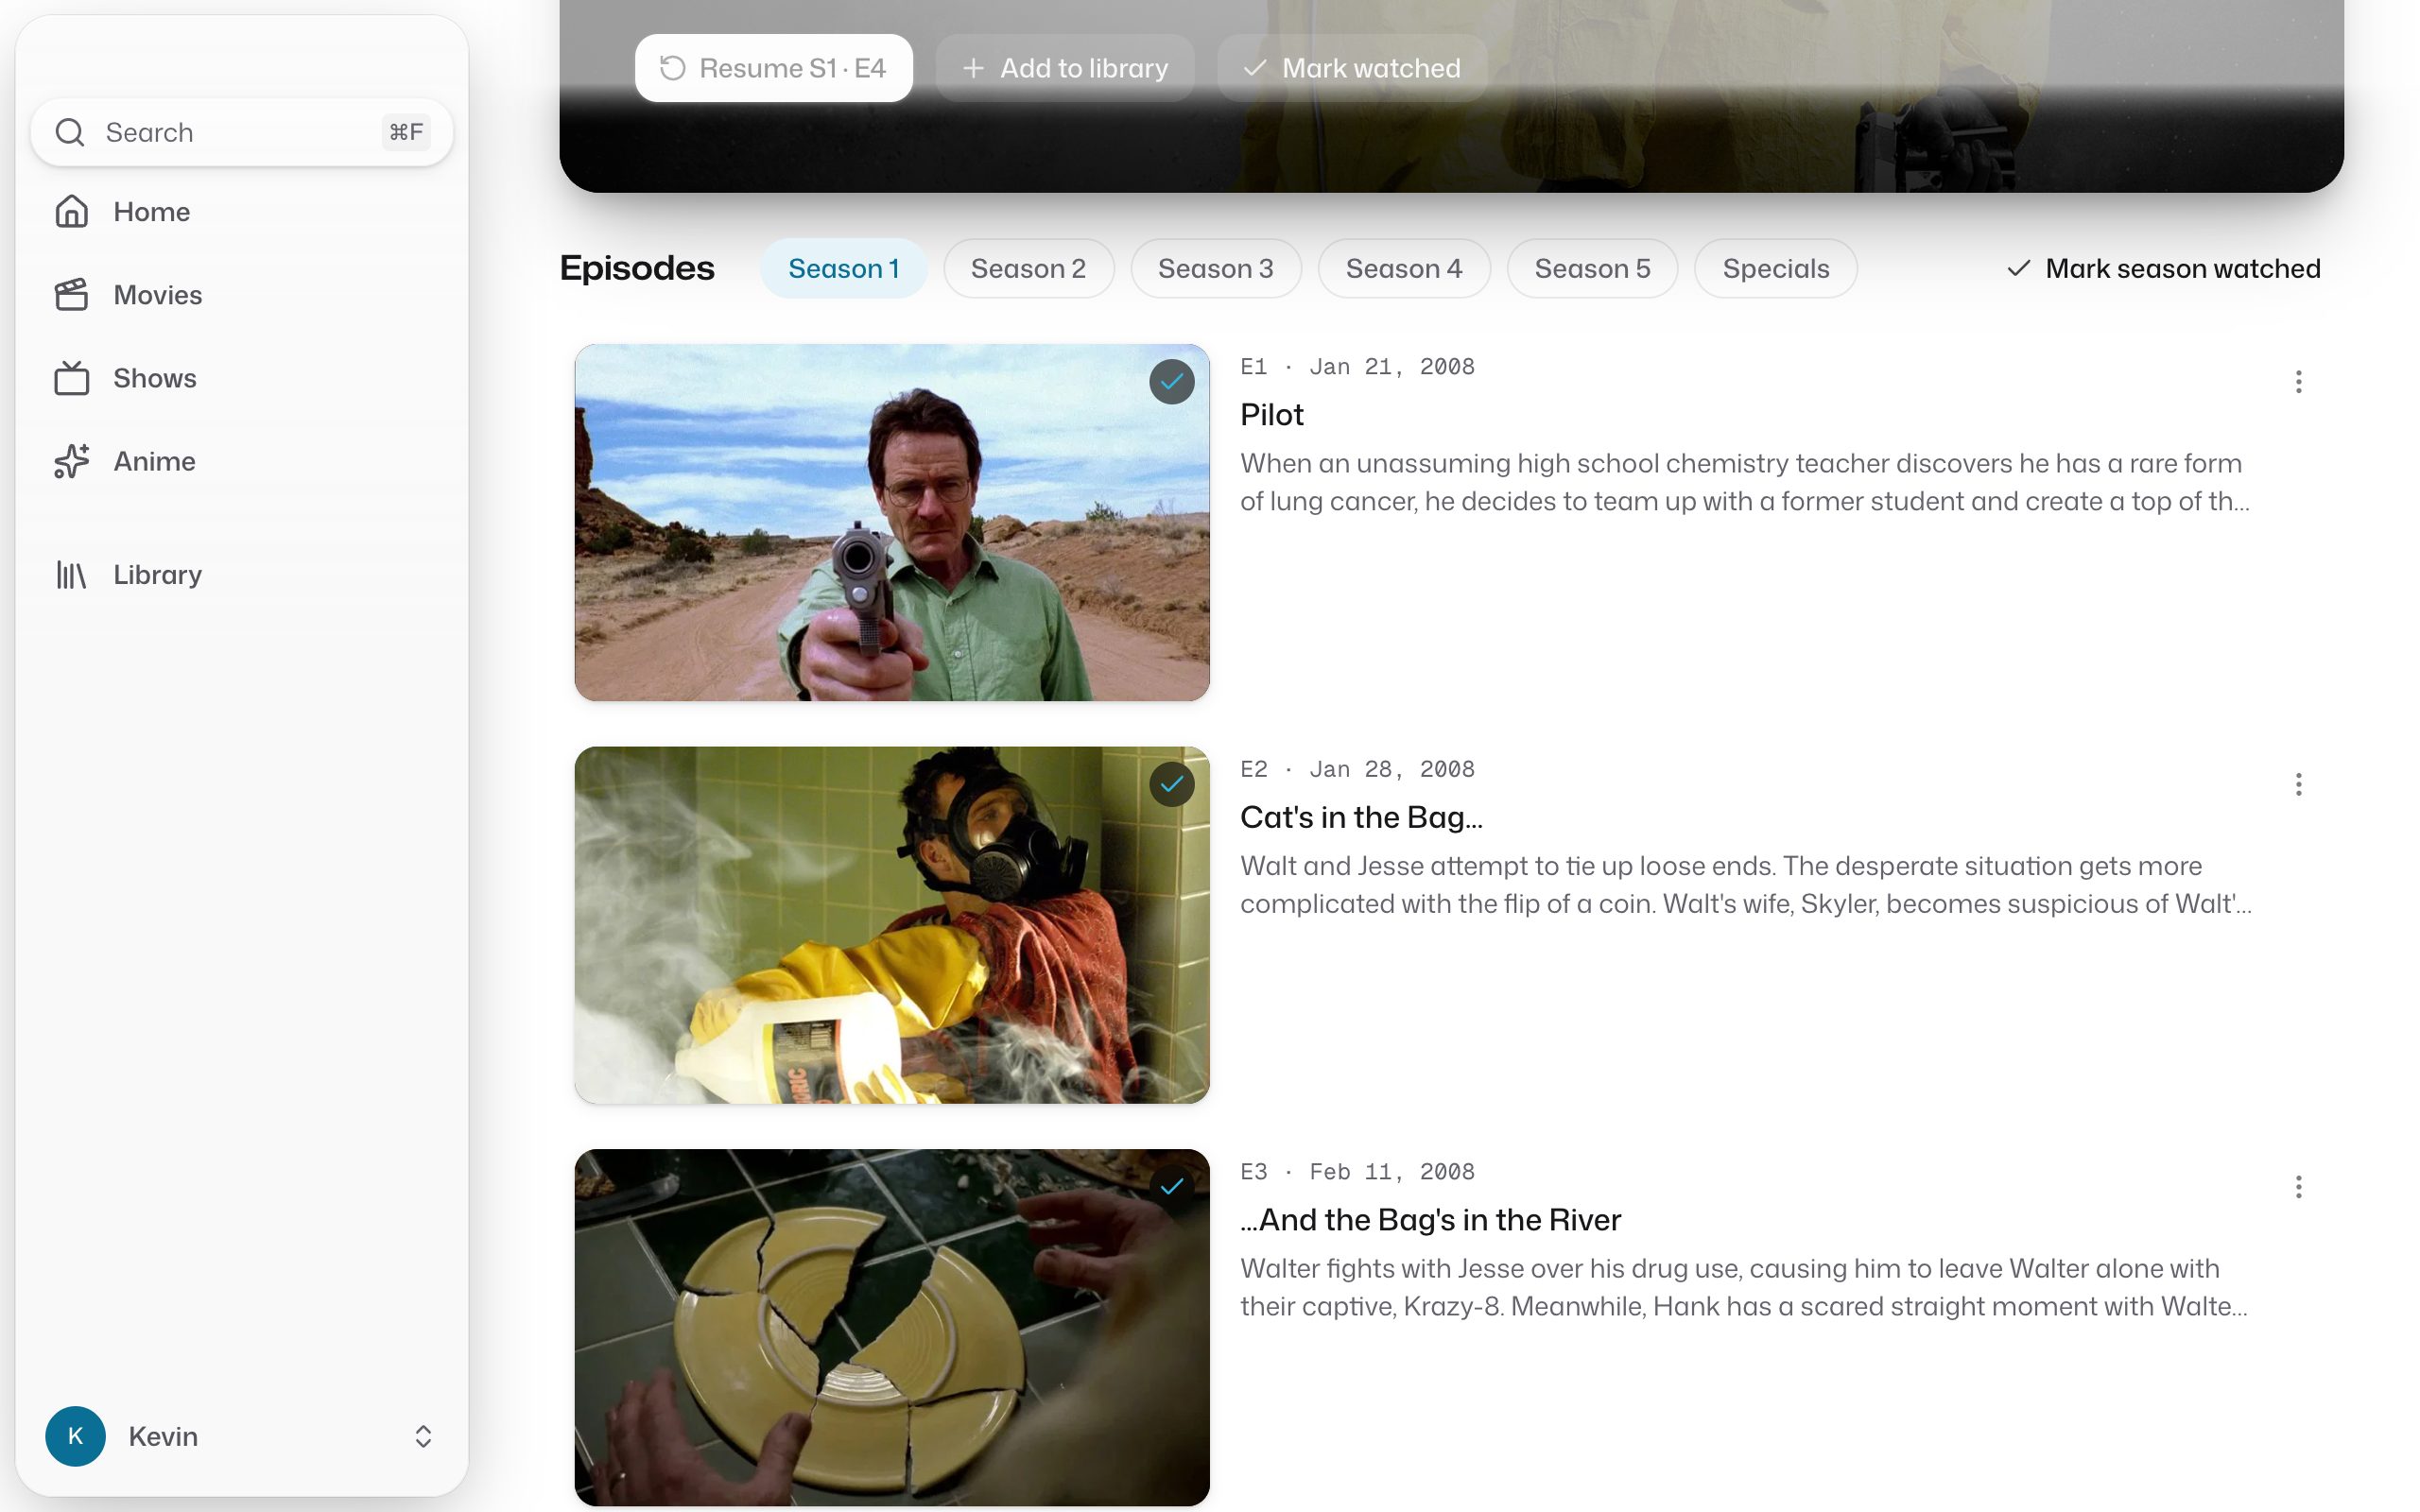 Search
⌘F
Home
Movies
Shows
Anime
Library
K
Kevin
Resume S1 · E4
Add to library
Mark watched
Episodes
Season 1
Season 2
Season 3
Season 4
Season 5
Specials
Mark season watched
E1 · Jan 21, 2008
Pilot
When an unassuming high school chemistry teacher discovers he has a rare form
of lung cancer, he decides to team up with a former student and create a top of th...
E2 · Jan 28, 2008
Cat's in the Bag...
Walt and Jesse attempt to tie up loose ends. The desperate situation gets more
complicated with the flip of a coin. Walt's wife, Skyler, becomes suspicious of Walt'...
E3 · Feb 11, 2008
...And the Bag's in the River
Walter fights with Jesse over his drug use, causing him to leave Walter alone with
their captive, Krazy-8. Meanwhile, Hank has a scared straight moment with Walte...